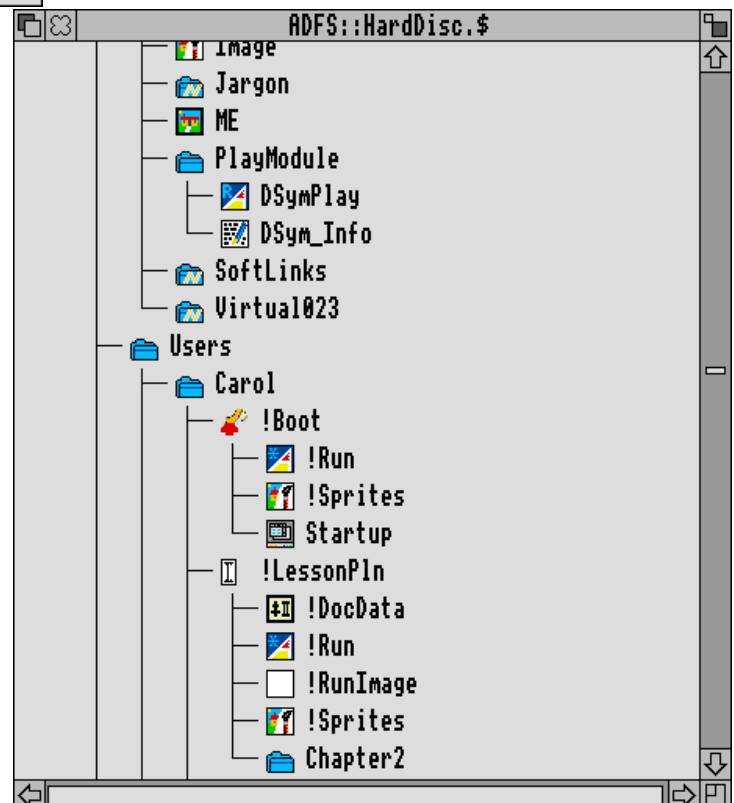 ADFS::HardDisc.$
Image
Jargon
ME
PlayModule
DSymPlay
DSym_Info
SoftLinks
Virtual023
Users
Carol
!Boot
!Run
!Sprites
Startup
!LessonPln
!DocData
!Run
!RunImage
!Sprites
Chapter2